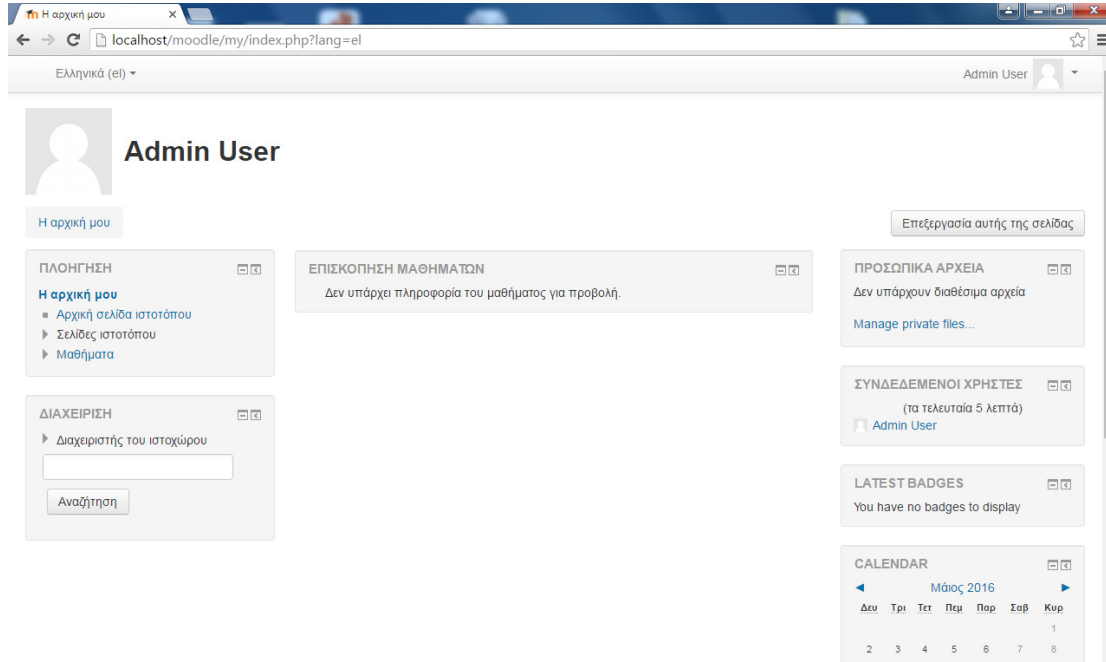 Η αρχική μου
localhost/moodle/my/index.php?lang=el
Ελληνικά (el)
Admin User
Admin User
Η αρχική μου
Επεξεργασία αυτής της σελίδας
ΠΛΟΗΓΗΣΗ
Η αρχική μου
Αρχική σελίδα ιστοτόπου
Σελίδες ιστοτόπου
Μαθήματα
ΔΙΑΧΕΙΡΙΣΗ
Διαχειριστής του ιστοχώρου
Αναζήτηση
ΕΠΙΣΚΟΠΗΣΗ ΜΑΘΗΜΑΤΩΝ
Δεν υπάρχει πληροφορία του μαθήματος για προβολή.
ΠΡΟΣΩΠΙΚΑ ΑΡΧΕΙΑ
Δεν υπάρχουν διαθέσιμα αρχεία
Manage private files...
ΣΥΝΔΕΔΕΜΕΝΟΙ ΧΡΗΣΤΕΣ
(τα τελευταία 5 λεπτά)
Admin User
LATEST BADGES
You have no badges to display
CALENDAR
Μάιος 2016
Δευ Τρι Τετ Πεμ Παρ Σαβ Κυρ
1
2 3 4 5 6 7 8